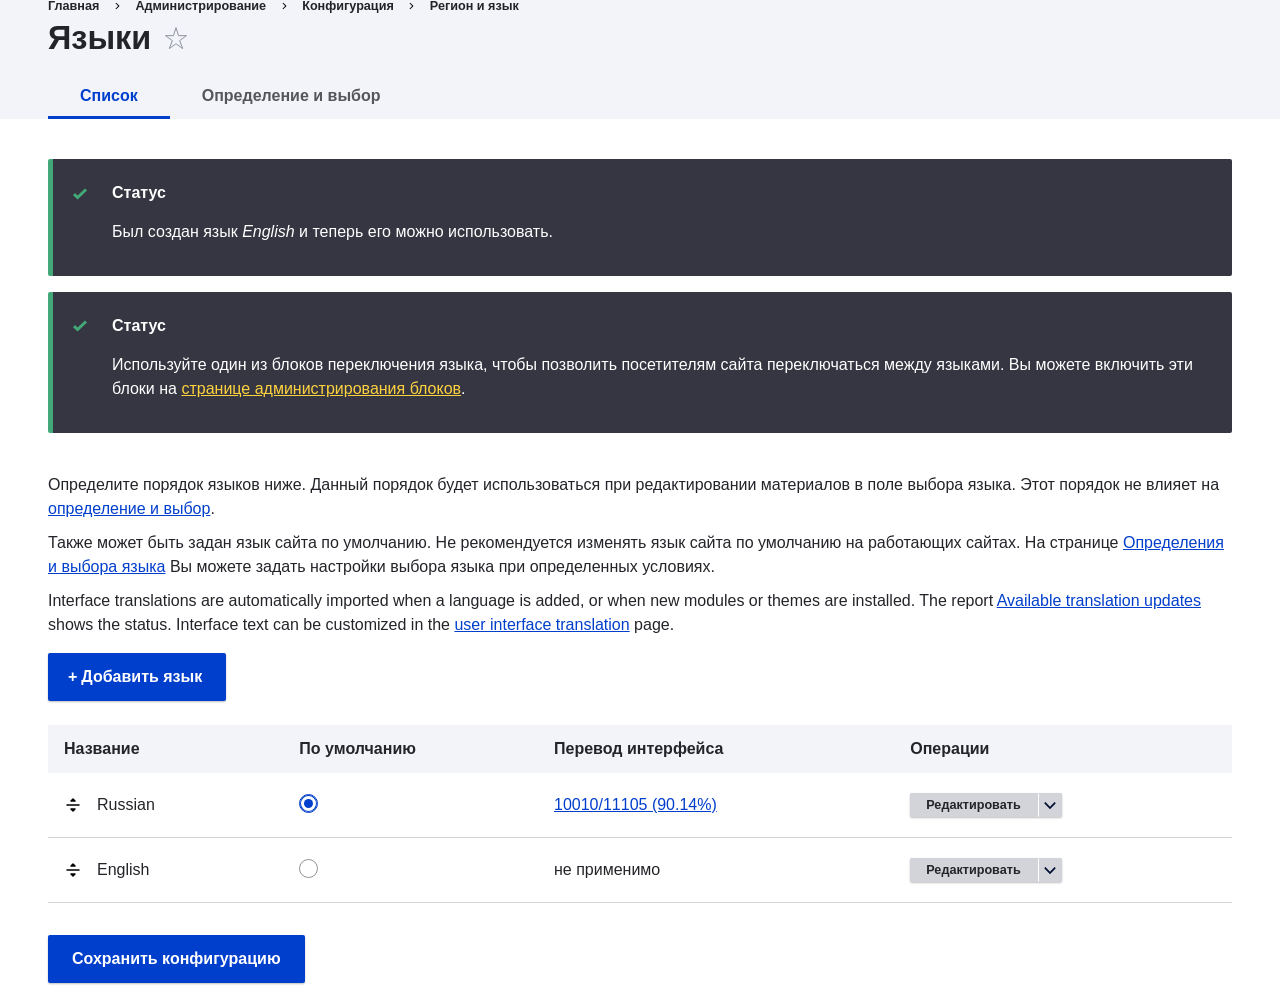 Главная › Администрирование › Конфигурация › Регион и язык
Языки
Список Определение и выбор
Статус
Был создан язык English и теперь его можно использовать.
Статус
Используйте один из блоков переключения языка, чтобы позволить посетителям сайта переключаться между языками. Вы можете включить эти
блоки на странице администрирования блоков.
Определите порядок языков ниже. Данный порядок будет использоваться при редактировании материалов в поле выбора языка. Этот порядок не влияет на
определение и выбор.
Также может быть задан язык сайта по умолчанию. Не рекомендуется изменять язык сайта по умолчанию на работающих сайтах. На странице Определения
и выбора языка Вы можете задать настройки выбора языка при определенных условиях.
Interface translations are automatically imported when a language is added, or when new modules or themes are installed. The report Available translation updates
shows the status. Interface text can be customized in the user interface translation page.
+ Добавить язык
Название По умолчанию Перевод интерфейса Операции
Russian 10010/11105 (90.14%) Редактировать
English не применимо Редактировать
Сохранить конфигурацию